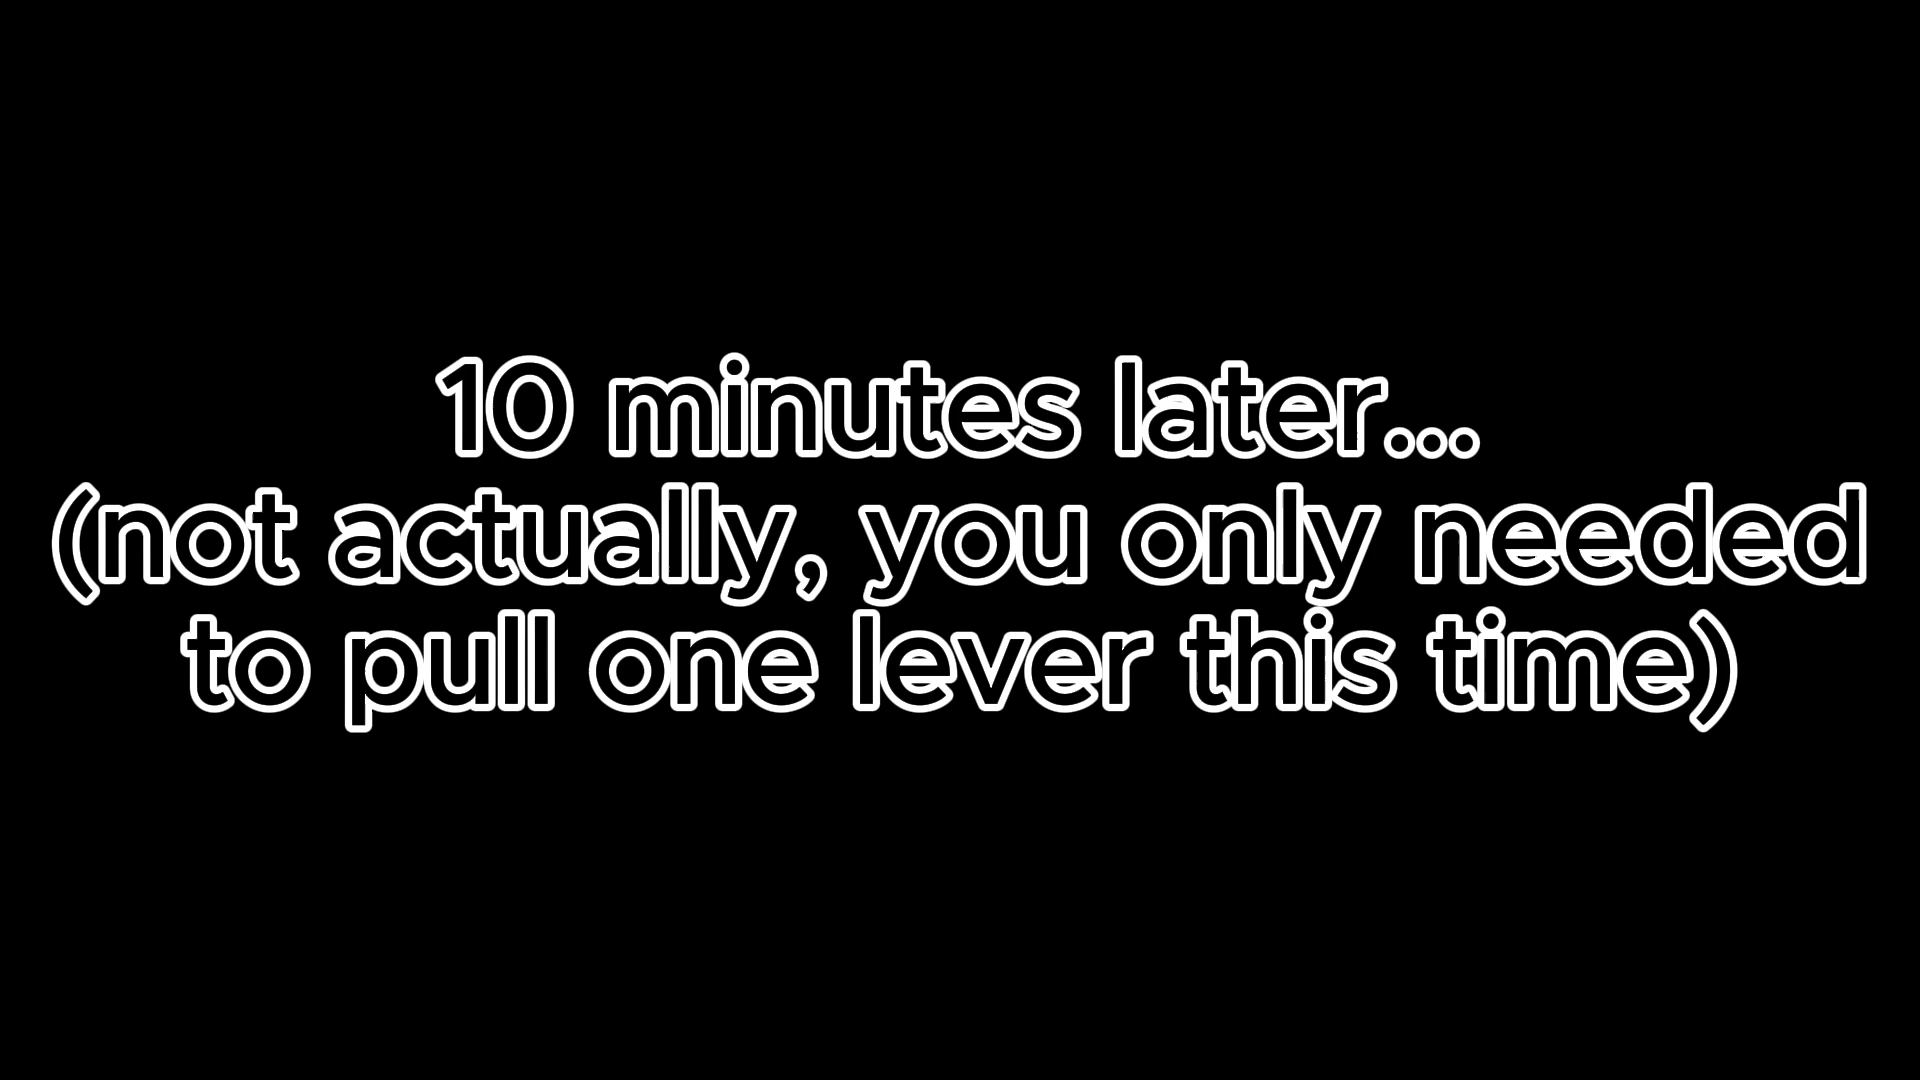 10 minutes later...
(not actually, you only needed
to pull one lever this time)